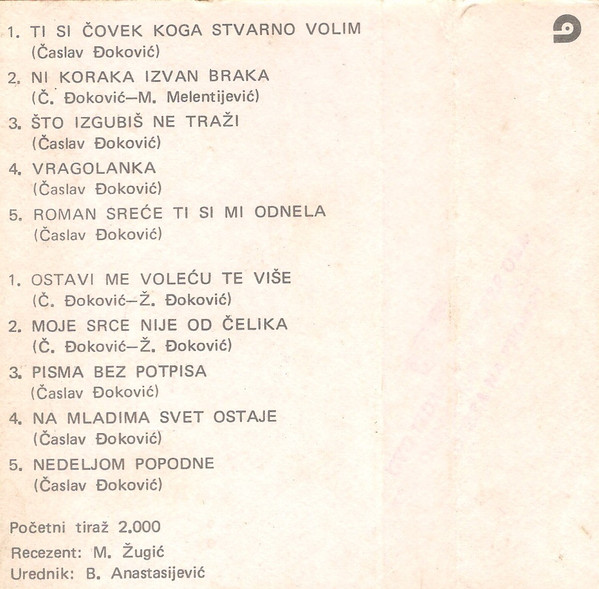 1. TI SI ČOVEK KOGA STVARNO VOLIM
(Časlav Đoković)
2. NI KORAKA IZVAN BRAKA
(Č. Đoković—M. Melentijević)
3. ŠTO IZGUBIŠ NE TRAŽI
(Časlav Đoković)
4. VRAGOLANKA
(Časlav Đoković)
5. ROMAN SREĆE TI SI MI ODNELA
(Časlav Đoković)
1. OSTAVI ME VOLEĆU TE VIŠE
(Č. Đoković—Ž. Đoković)
2. MOJE SRCE NIJE OD ČELIKA
(Č. Đoković—Ž. Đoković)
3. PISMA BEZ POTPISA
(Časlav Đoković)
4. NA MLADIMA SVET OSTAJE
(Časlav Đoković)
5. NEDELJOM POPODNE
(Časlav Đoković)
Početni tiraž 2.000
Recezent: M. Žugić
Urednik: B. Anastasijević